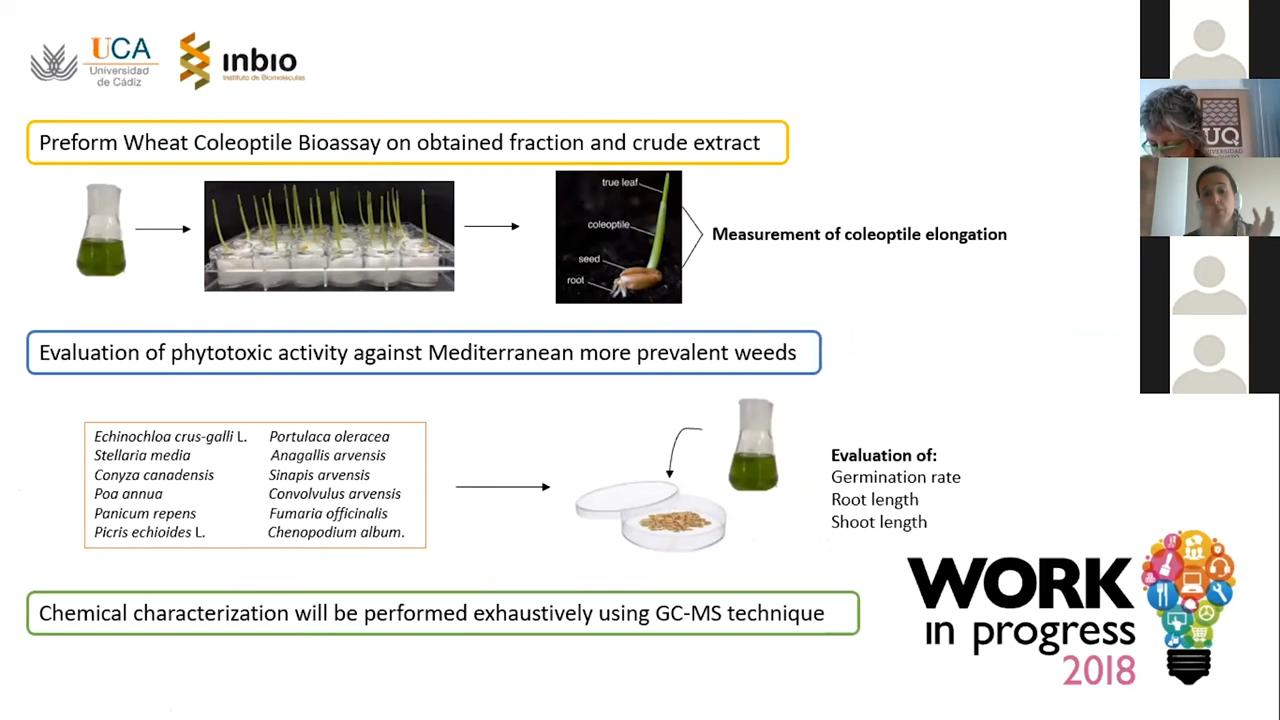 UCA
Universidad
de Cádiz
ınbıo
Instituto de Biomoléculas
UQ
Preform Wheat Coleoptile Bioassay on obtained fraction and crude extract
true leaf
coleoptile
seed
root
Measurement of coleoptile elongation
Evaluation of phytotoxic activity against Mediterranean more prevalent weeds
Echinochloa crus-galli L.
Stellaria media
Conyza canadensis
Poa annua
Panicum repens
Picris echioides L.
Portulaca oleracea
Anagallis arvensis
Sinapis arvensis
Convolvulus arvensis
Fumaria officinalis
Chenopodium album.
Evaluation of:
Germination rate
Root length
Shoot length
Chemical characterization will be performed exhaustively using GC-MS technique
WORK
in progress
2018